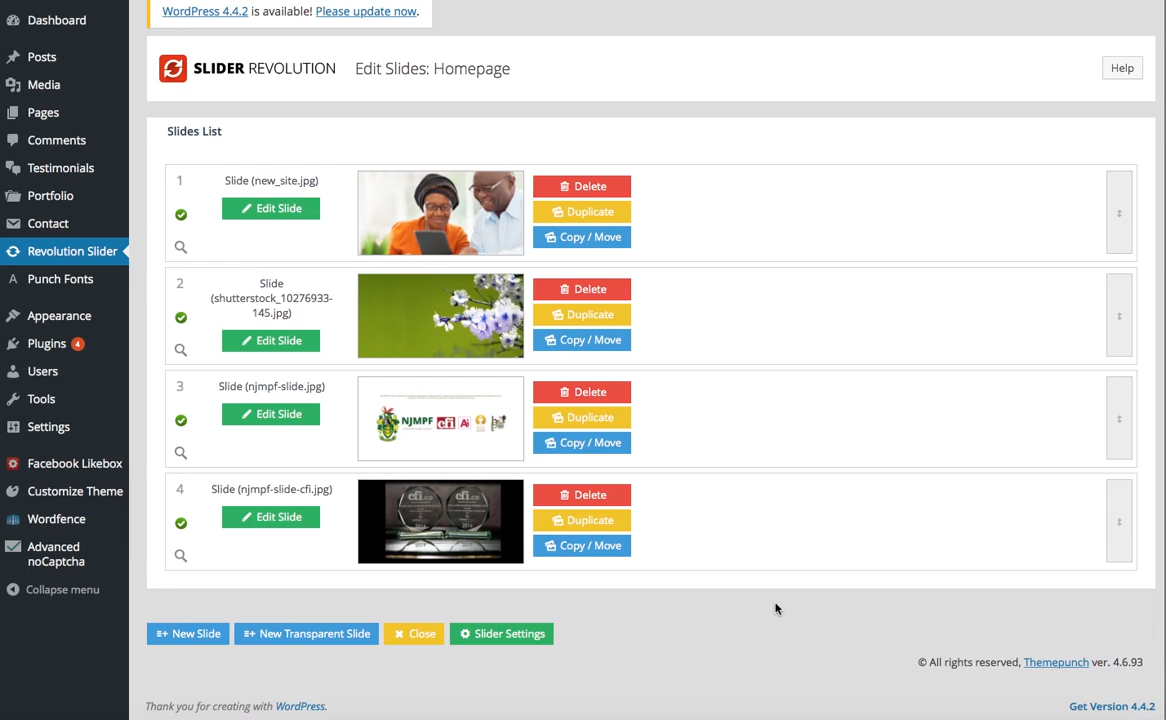 WordPress 4.4.2 is available! Please update now.
Dashboard
Posts
Media
Pages
Comments
Testimonials
Portfolio
Contact
Revolution Slider
A Punch Fonts
Appearance
Plugins 4
Users
Tools
Settings
Facebook Likebox
Customize Theme
Wordfence
Advanced
noCaptcha
Collapse menu
SLIDER REVOLUTION Edit Slides: Homepage
Help
Slides List
1
Slide (new_site.jpg)
Edit Slide
Delete
Duplicate
Copy / Move
2
Slide
(shutterstock_10276933-
145.jpg)
Edit Slide
Delete
Duplicate
Copy / Move
3
Slide (njmpf-slide.jpg)
Edit Slide
NJMPF cfi Ai
Delete
Duplicate
Copy / Move
4
Slide (njmpf-slide-cfi.jpg)
Edit Slide
cfi.co cfi.co
Delete
Duplicate
Copy / Move
New Slide
New Transparent Slide
Close
Slider Settings
© All rights reserved, Themepunch ver. 4.6.93
Thank you for creating with WordPress.
Get Version 4.4.2